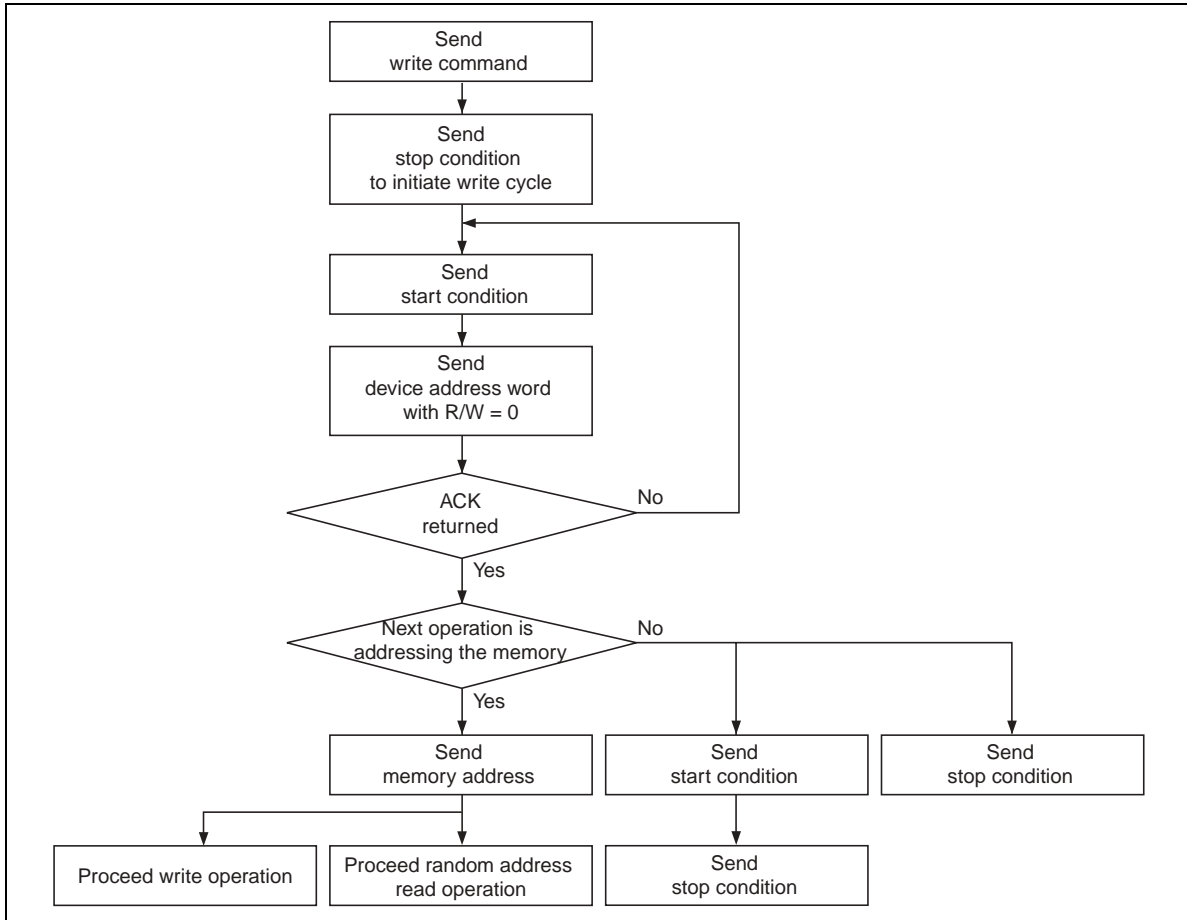 Send
write command
Send
stop condition
to initiate write cycle
Send
start condition
Send
device address word
with R/W = 0
ACK
returned
No
Yes
Next operation is
addressing the memory
No
Yes
Send
memory address
Send
start condition
Send
stop condition
Proceed write operation
Proceed random address
read operation
Send
stop condition